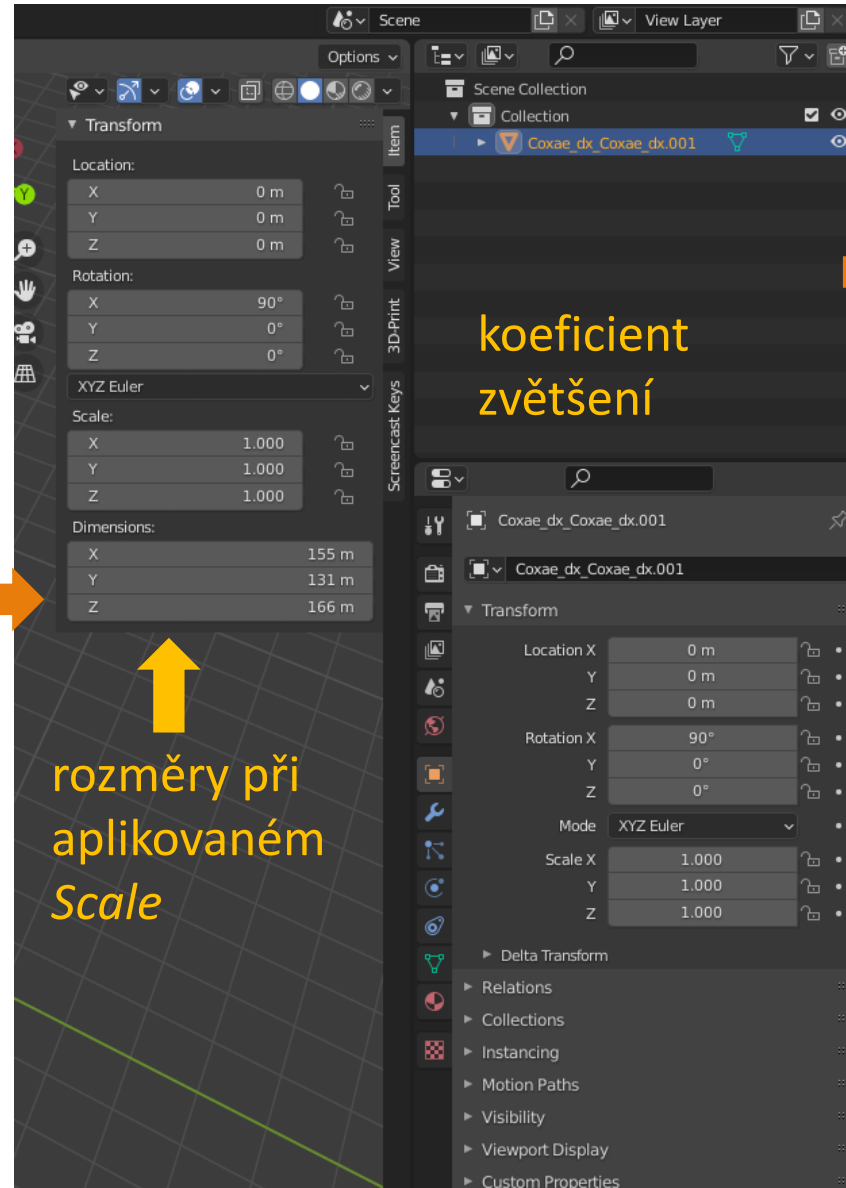 Scene
View Layer
Options
Transform
Location:
X 0 m
Y 0 m
Z 0 m
Rotation:
X 90°
Y 0°
Z 0°
XYZ Euler
Scale:
X 1.000
Y 1.000
Z 1.000
Dimensions:
X 155 m
Y 131 m
Z 166 m
Item
Tool
View
3D-Print
Screencast Keys
Y
rozměry při
aplikovaném
Scale
Scene Collection
Collection
Coxae_dx_Coxae_dx.001
koeficient
zvětšení
Coxae_dx_Coxae_dx.001
Coxae_dx_Coxae_dx.001
Transform
Location X 0 m
Y 0 m
Z 0 m
Rotation X 90°
Y 0°
Z 0°
Mode XYZ Euler
Scale X 1.000
Y 1.000
Z 1.000
Delta Transform
Relations
Collections
Instancing
Motion Paths
Visibility
Viewport Display
Custom Properties